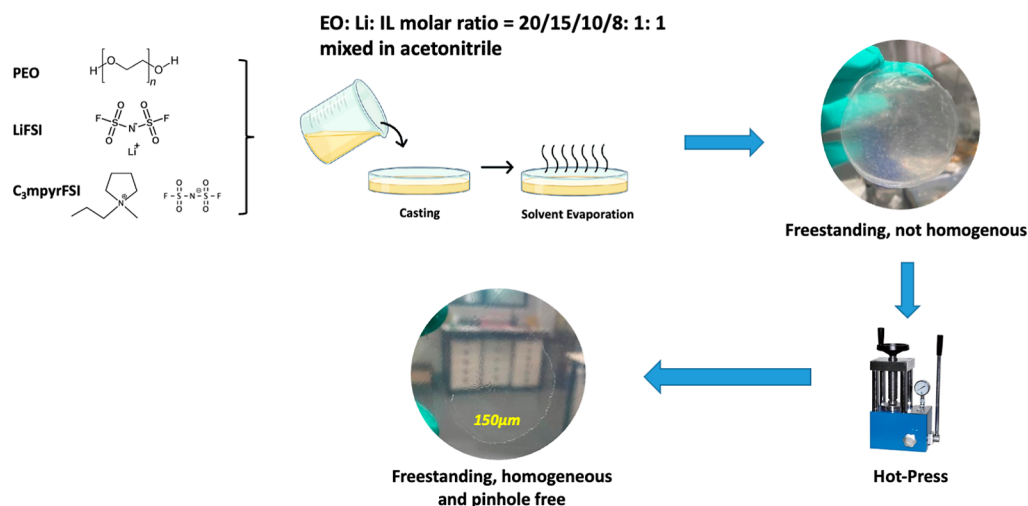 EO: Li: IL molar ratio = 20/15/10/8: 1: 1
mixed in acetonitrile
PEO
H
O
n
O
H
LiFSI
O
O
F
S
N⁻
S
F
O
O
Li⁺
C₃mpyrFSI
N
⊕
O
O
F-S-N-S-F
⊖
O
O
Casting
Solvent Evaporation
Freestanding, not homogenous
Hot-Press
150μm
Freestanding, homogeneous
and pinhole free